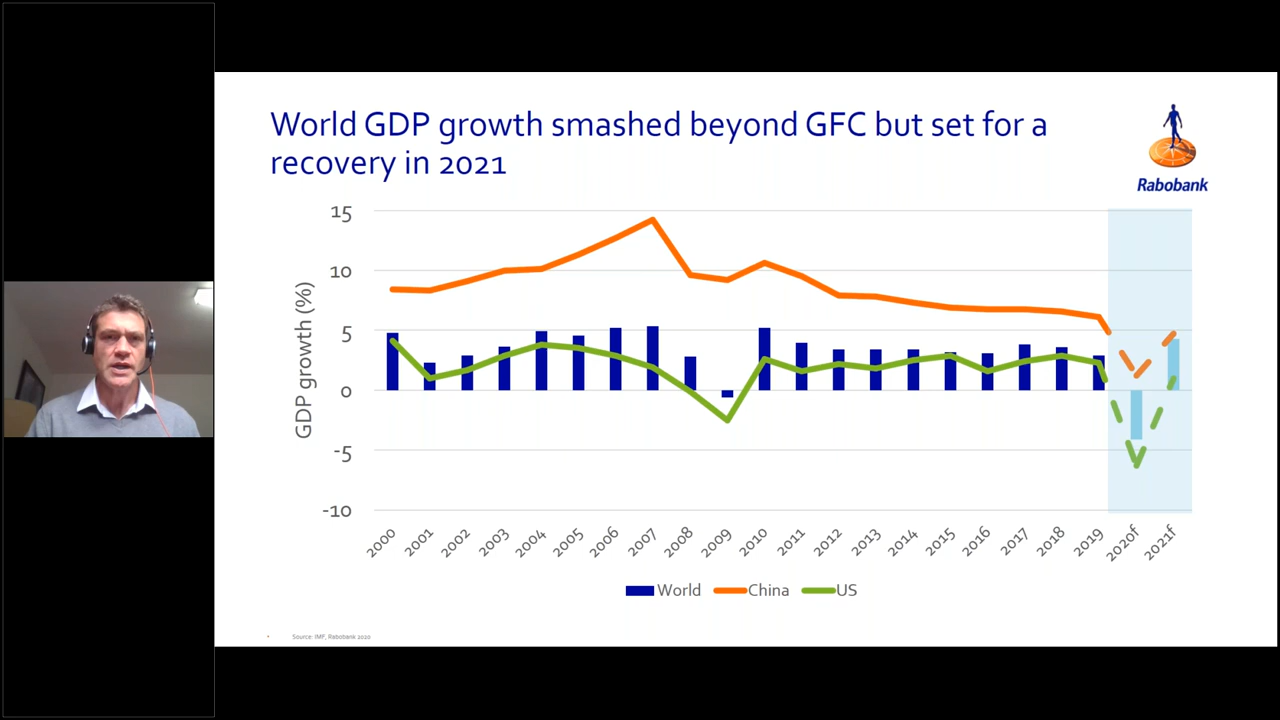 World GDP growth smashed beyond GFC but set for a
recovery in 2021
Rabobank
15
10
5
0
-5
-10
GDP growth (%)
2000
2001
2002
2003
2004
2005
2006
2007
2008
2009
2010
2011
2012
2013
2014
2015
2016
2017
2018
2019
2020f
2021f
World
China
US
Source: IMF, Rabobank 2020